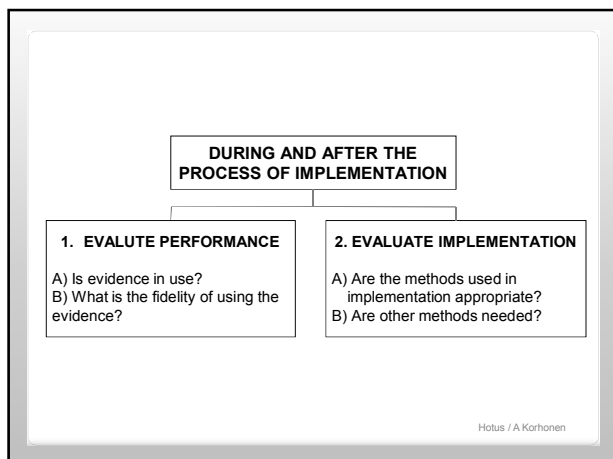 DURING AND AFTER THE
PROCESS OF IMPLEMENTATION
1. EVALUTE PERFORMANCE
A) Is evidence in use?
B) What is the fidelity of using the
evidence?
2. EVALUATE IMPLEMENTATION
A) Are the methods used in
implementation appropriate?
B) Are other methods needed?
Hotus / A Korhonen